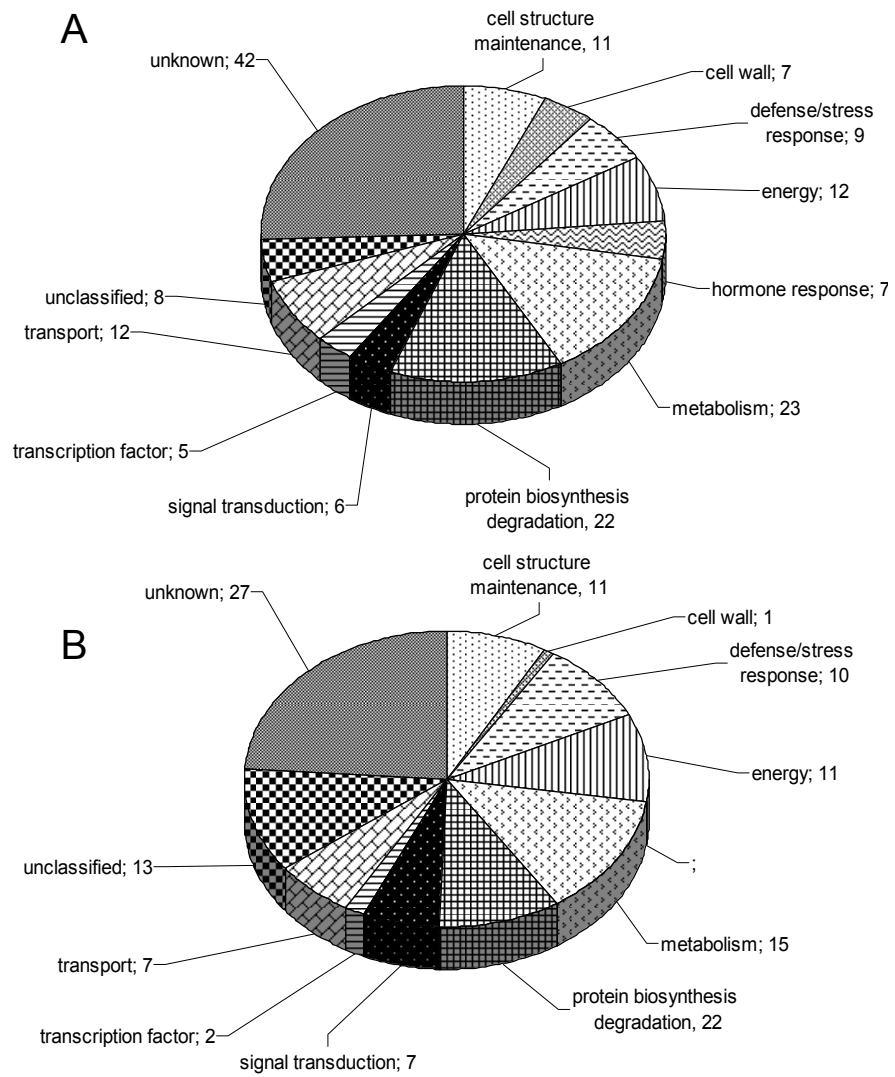 A
cell structure
maintenance, 11
unknown; 42
cell wall; 7
defense/stress
response; 9
energy; 12
hormone response; 7
unclassified; 8
transport; 12
metabolism; 23
transcription factor; 5
protein biosynthesis
degradation, 22
signal transduction; 6
B
cell structure
maintenance, 11
unknown; 27
cell wall; 1
defense/stress
response; 10
energy; 11
;
unclassified; 13
metabolism; 15
transport; 7
protein biosynthesis
degradation, 22
transcription factor; 2
signal transduction; 7